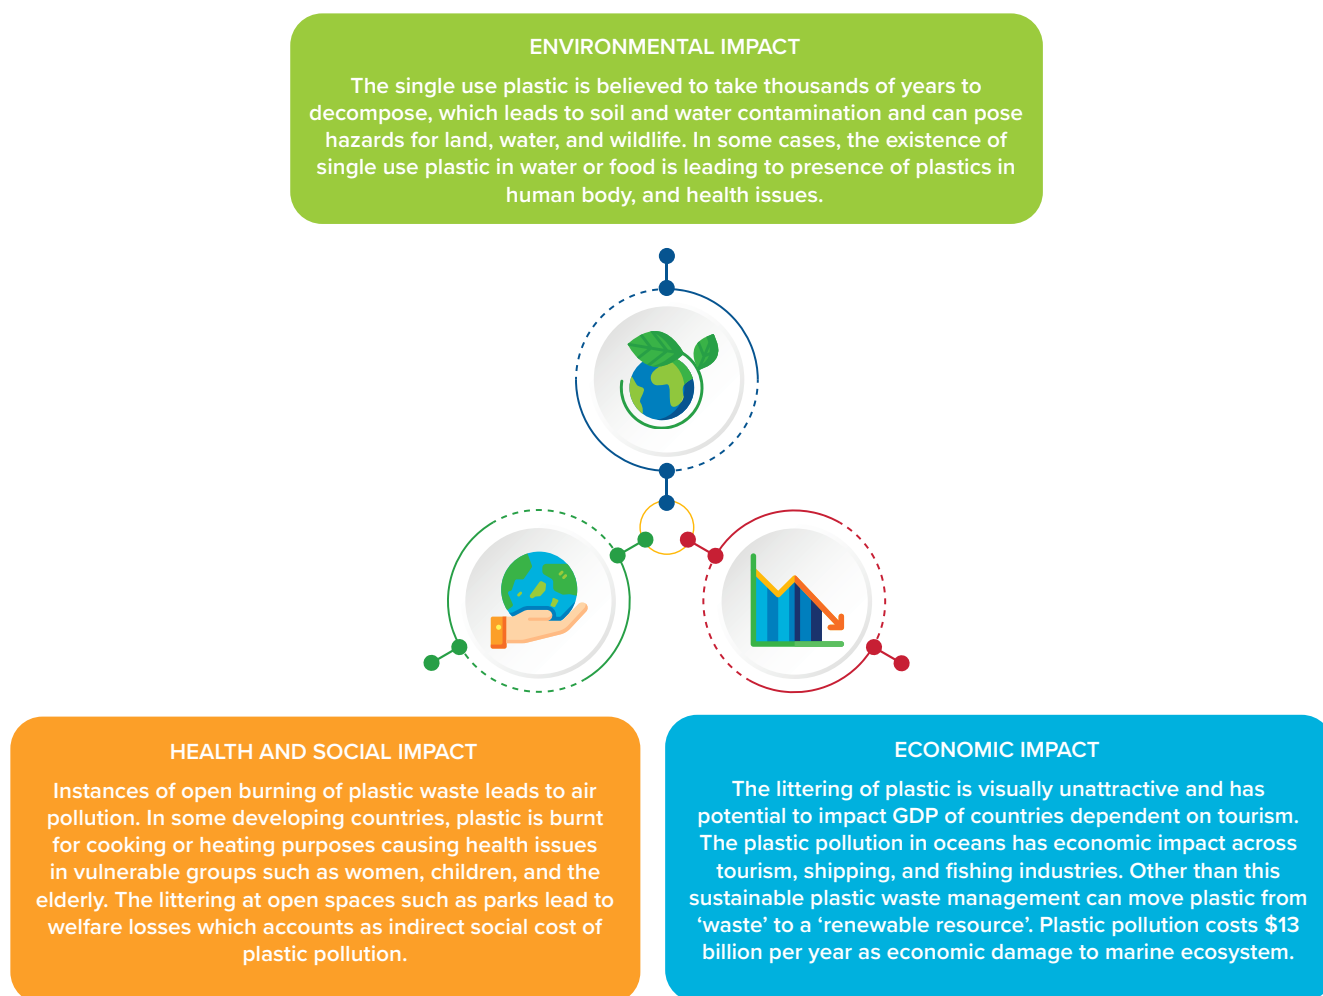 ENVIRONMENTAL IMPACT
The single use plastic is believed to take thousands of years to
decompose, which leads to soil and water contamination and can pose
hazards for land, water, and wildlife. In some cases, the existence of
single use plastic in water or food is leading to presence of plastics in
human body, and health issues.
HEALTH AND SOCIAL IMPACT
Instances of open burning of plastic waste leads to air
pollution. In some developing countries, plastic is burnt
for cooking or heating purposes causing health issues
in vulnerable groups such as women, children, and the
elderly. The littering at open spaces such as parks lead to
welfare losses which accounts as indirect social cost of
plastic pollution.
ECONOMIC IMPACT
The littering of plastic is visually unattractive and has
potential to impact GDP of countries dependent on tourism.
The plastic pollution in oceans has economic impact across
tourism, shipping, and fishing industries. Other than this
sustainable plastic waste management can move plastic from
‘waste’ to a ‘renewable resource’. Plastic pollution costs $13
billion per year as economic damage to marine ecosystem.